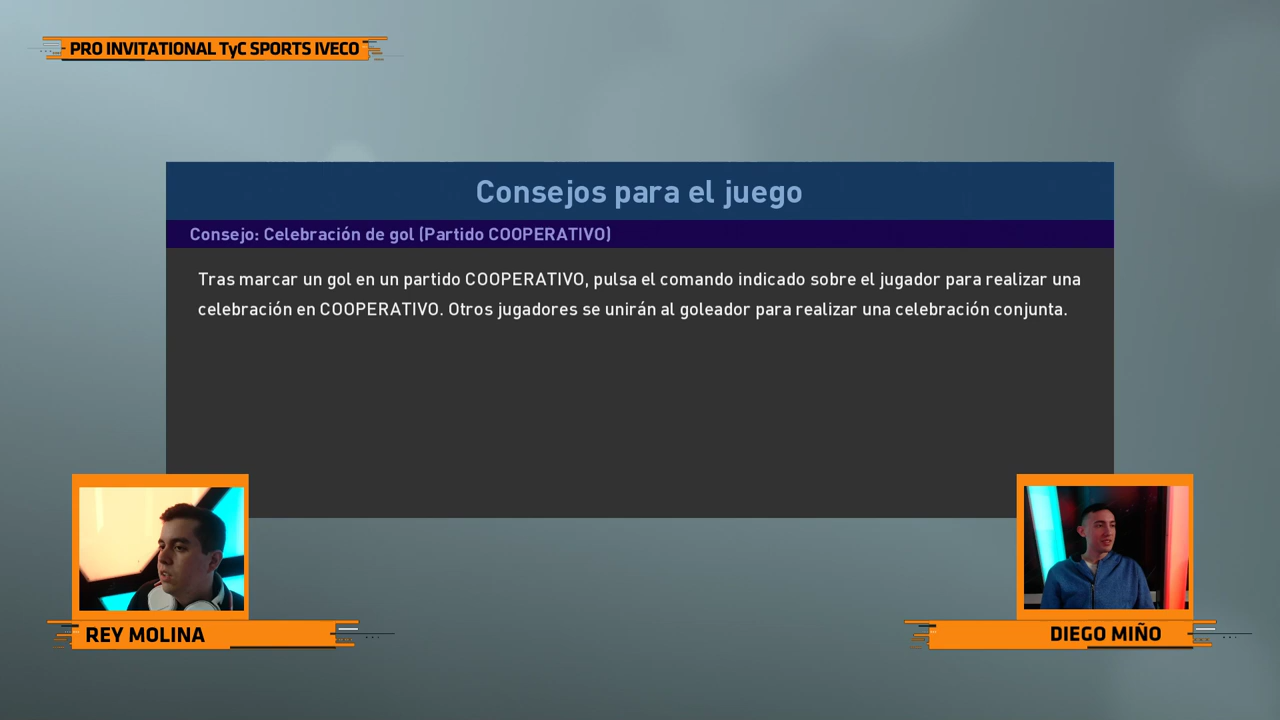 PRO INVITATIONAL TyC SPORTS IVECO
Consejos para el juego
Consejo: Celebración de gol (Partido COOPERATIVO)
Tras marcar un gol en un partido COOPERATIVO, pulsa el comando indicado sobre el jugador para realizar una
celebración en COOPERATIVO. Otros jugadores se unirán al goleador para realizar una celebración conjunta.
REY MOLINA
DIEGO MIÑO